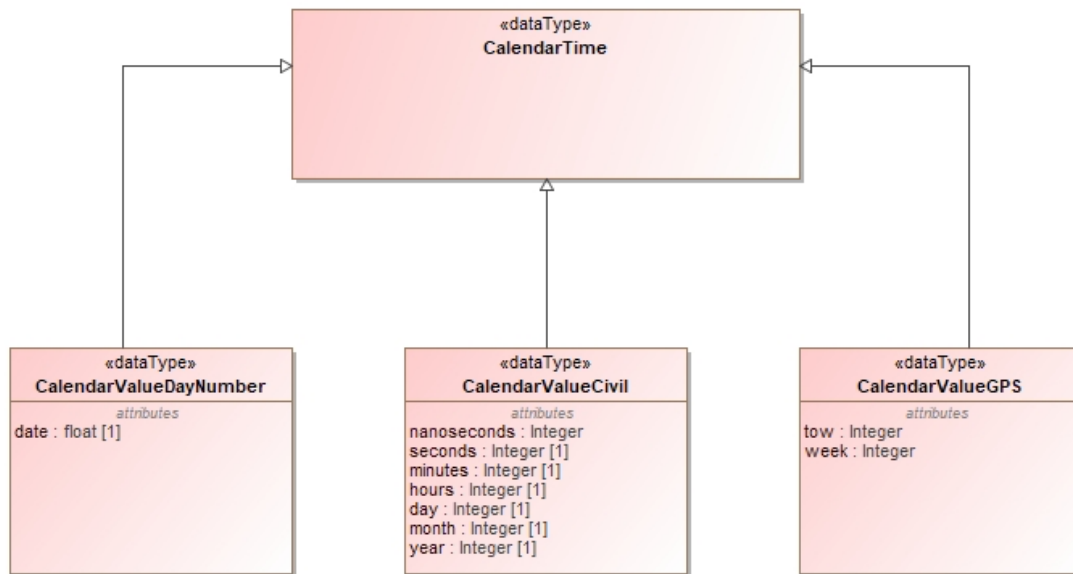 «dataType»
CalendarTime
«dataType»
CalendarValueDayNumber
attributes
date : float [1]
«dataType»
CalendarValueCivil
attributes
nanoseconds : Integer
seconds : Integer [1]
minutes : Integer [1]
hours : Integer [1]
day : Integer [1]
month : Integer [1]
year : Integer [1]
«dataType»
CalendarValueGPS
attributes
tow : Integer
week : Integer